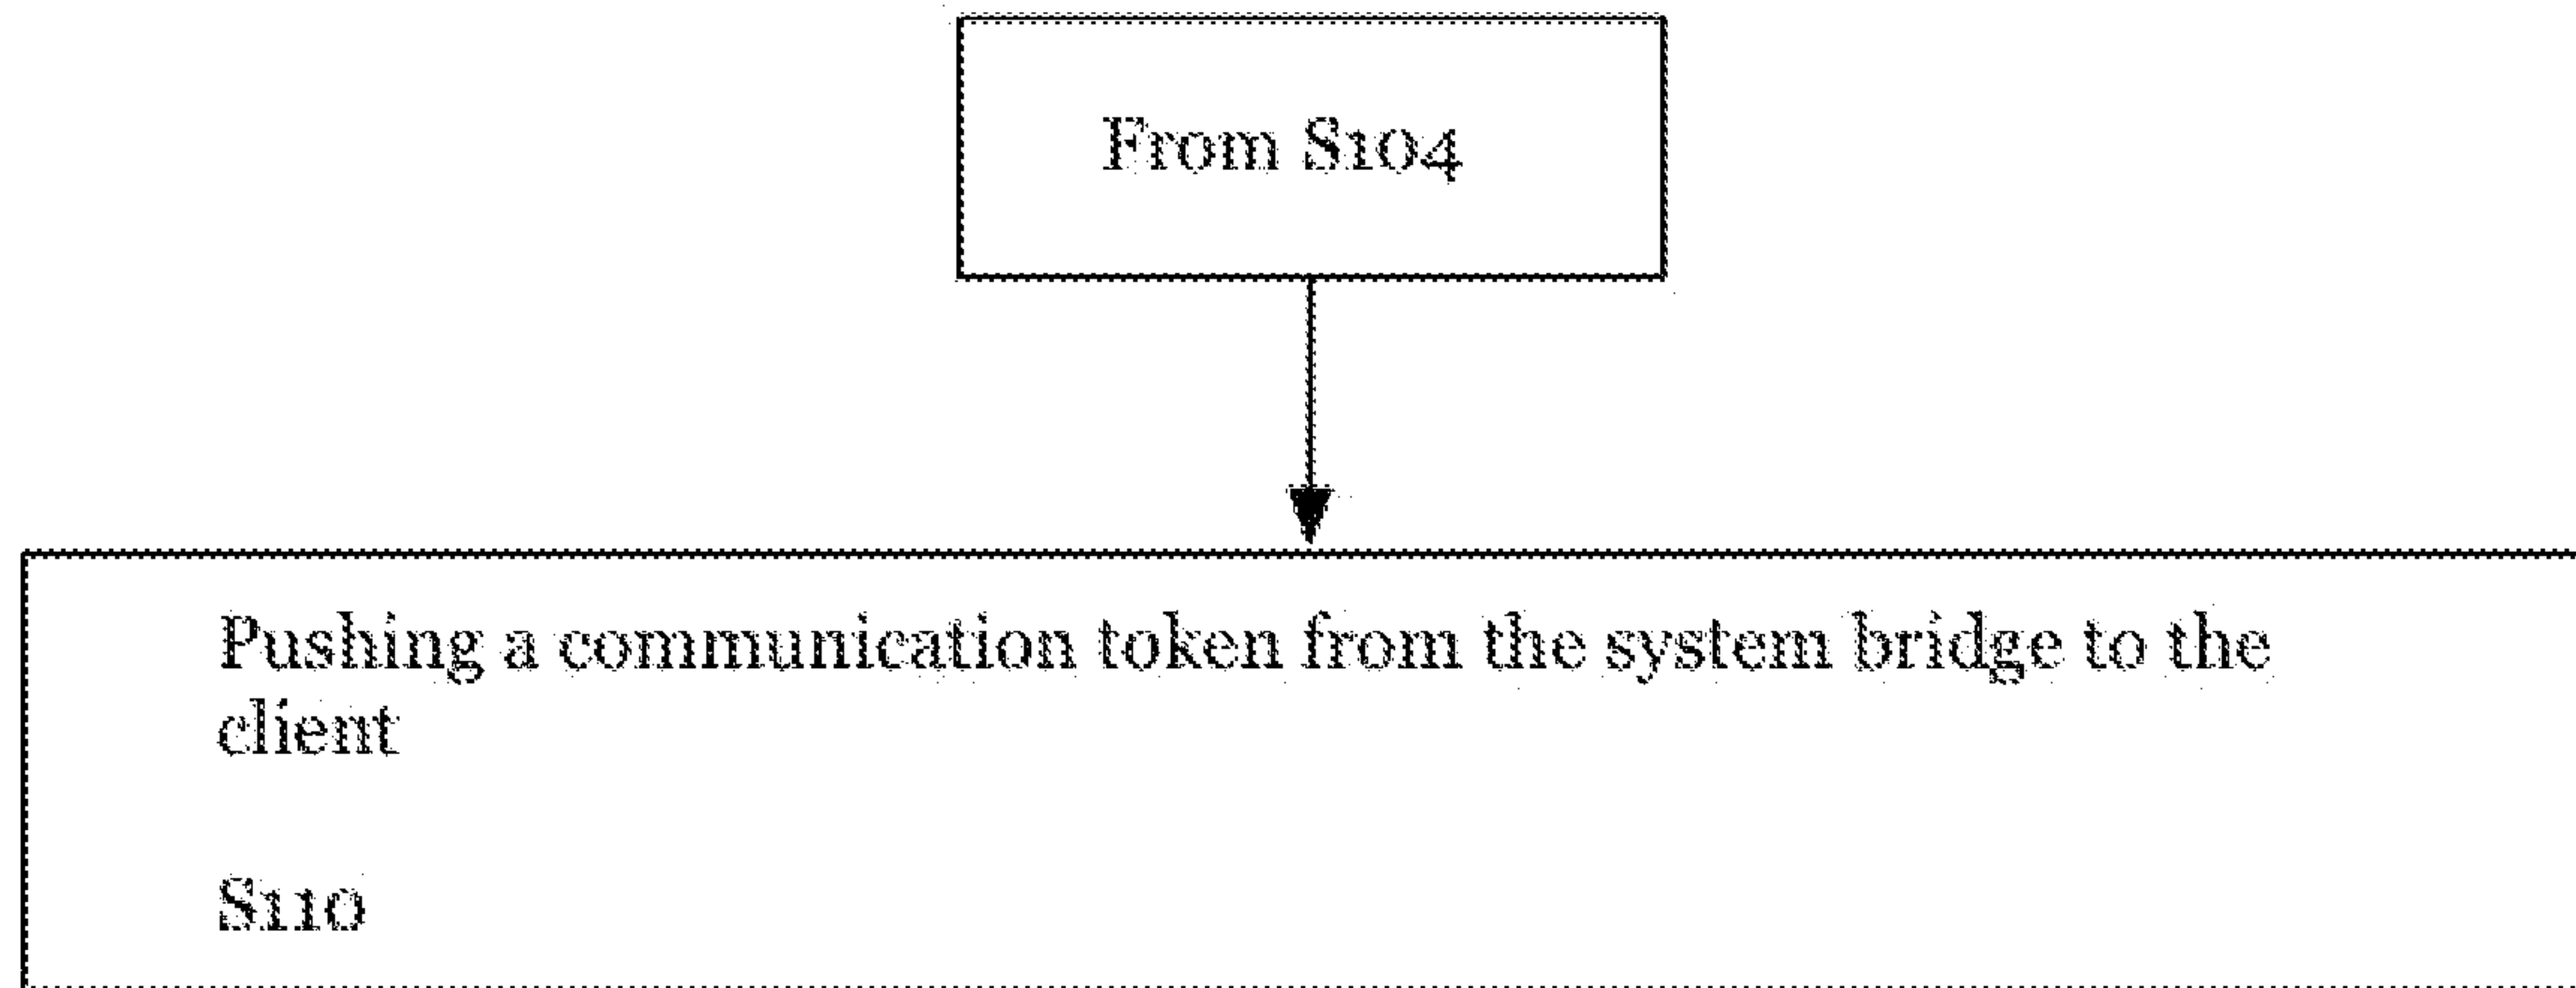 From S104
Pushing a communication token from the system bridge to the
client
S110